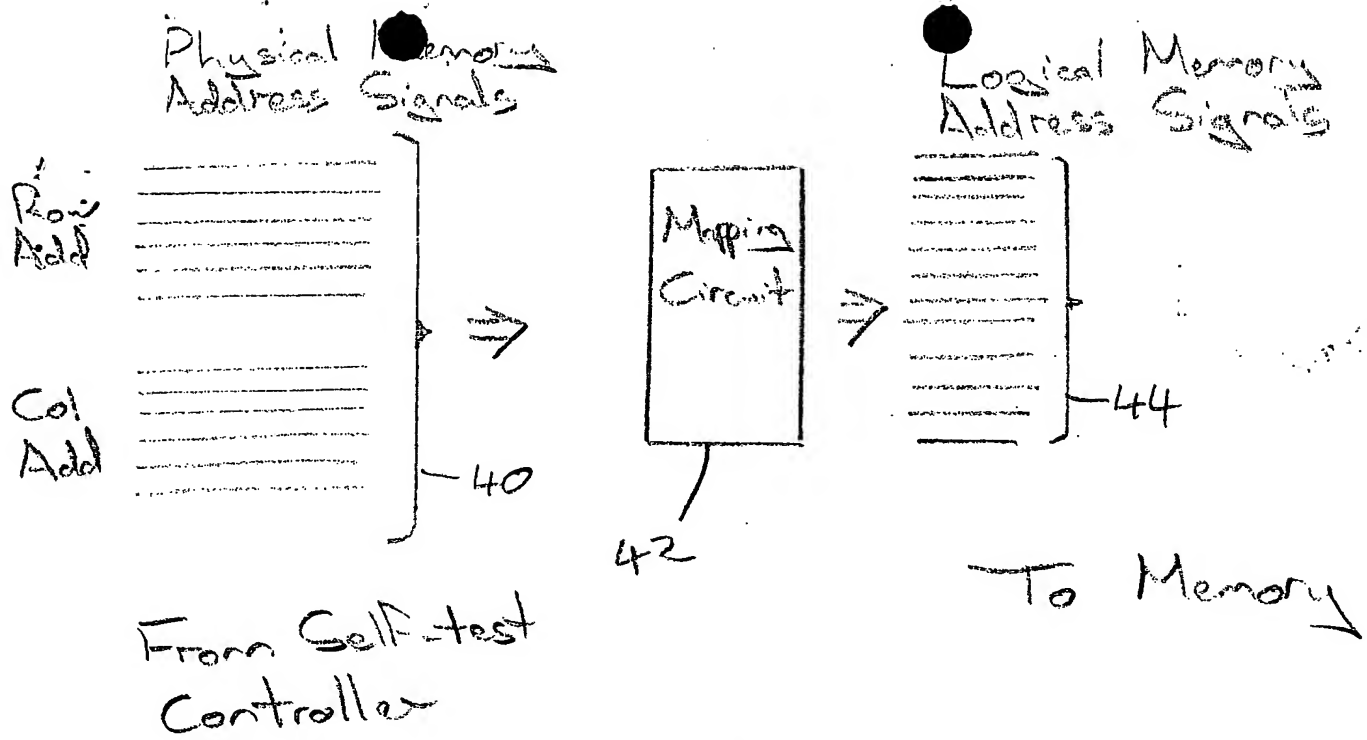 Physical Memory
Address Signals
Logical Memory
Address Signals
Row
Add
Mapping
Circuit
Col
Add
40
42
44
From Self-test
Controller
To Memory